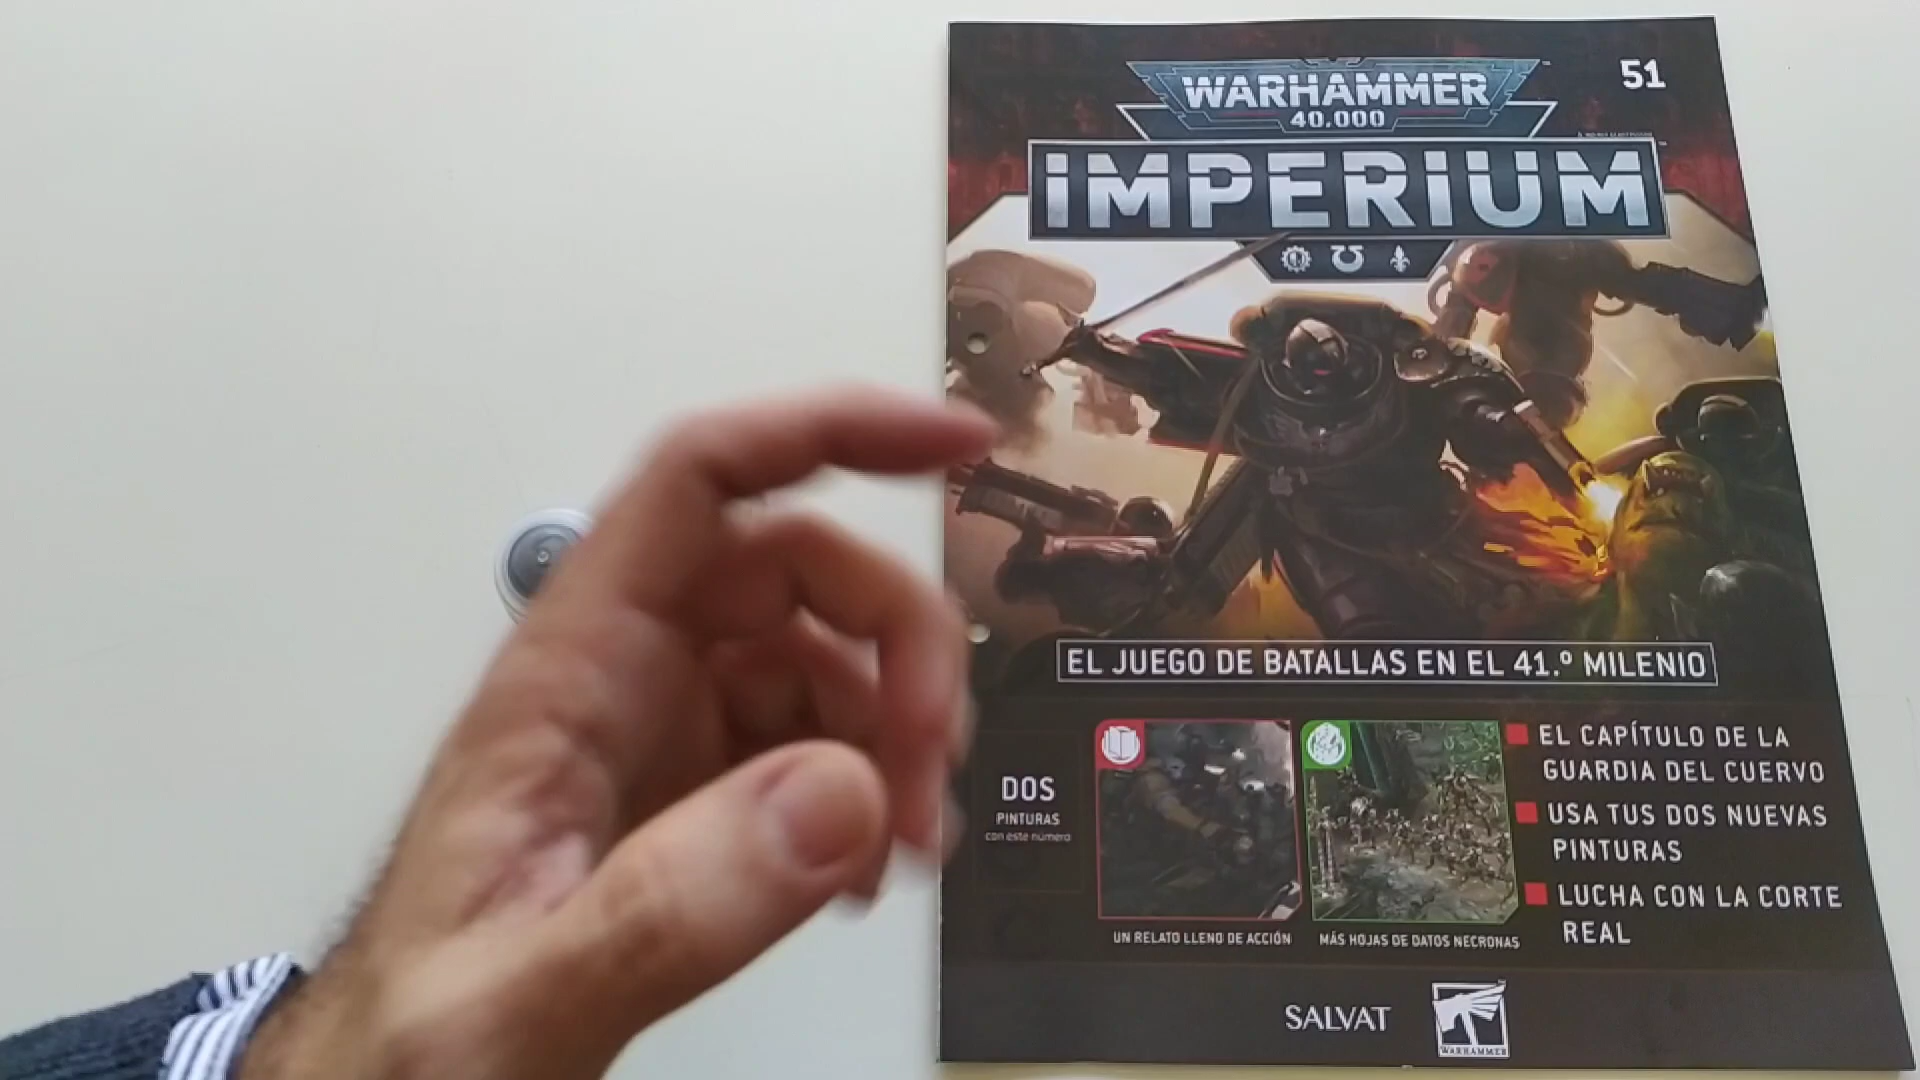 51
WARHAMMER
40.000
IMPERIUM
EL JUEGO DE BATALLAS EN EL 41.º MILENIO
DOS
PINTURAS
con este número
UN RELATO LLENO DE ACCIÓN
MÁS HOJAS DE DATOS NECRONAS
EL CAPÍTULO DE LA
GUARDIA DEL CUERVO
USA TUS DOS NUEVAS
PINTURAS
LUCHA CON LA CORTE
REAL
SALVAT
WARHAMMER